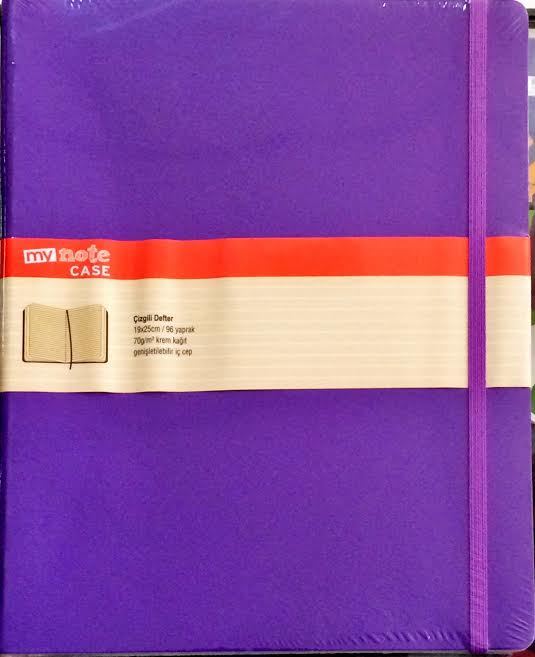 my note
CASE
Çizgili Defter
19x25cm / 96 yaprak
70g/m² krem kağıt
genişletilebilir iç cep